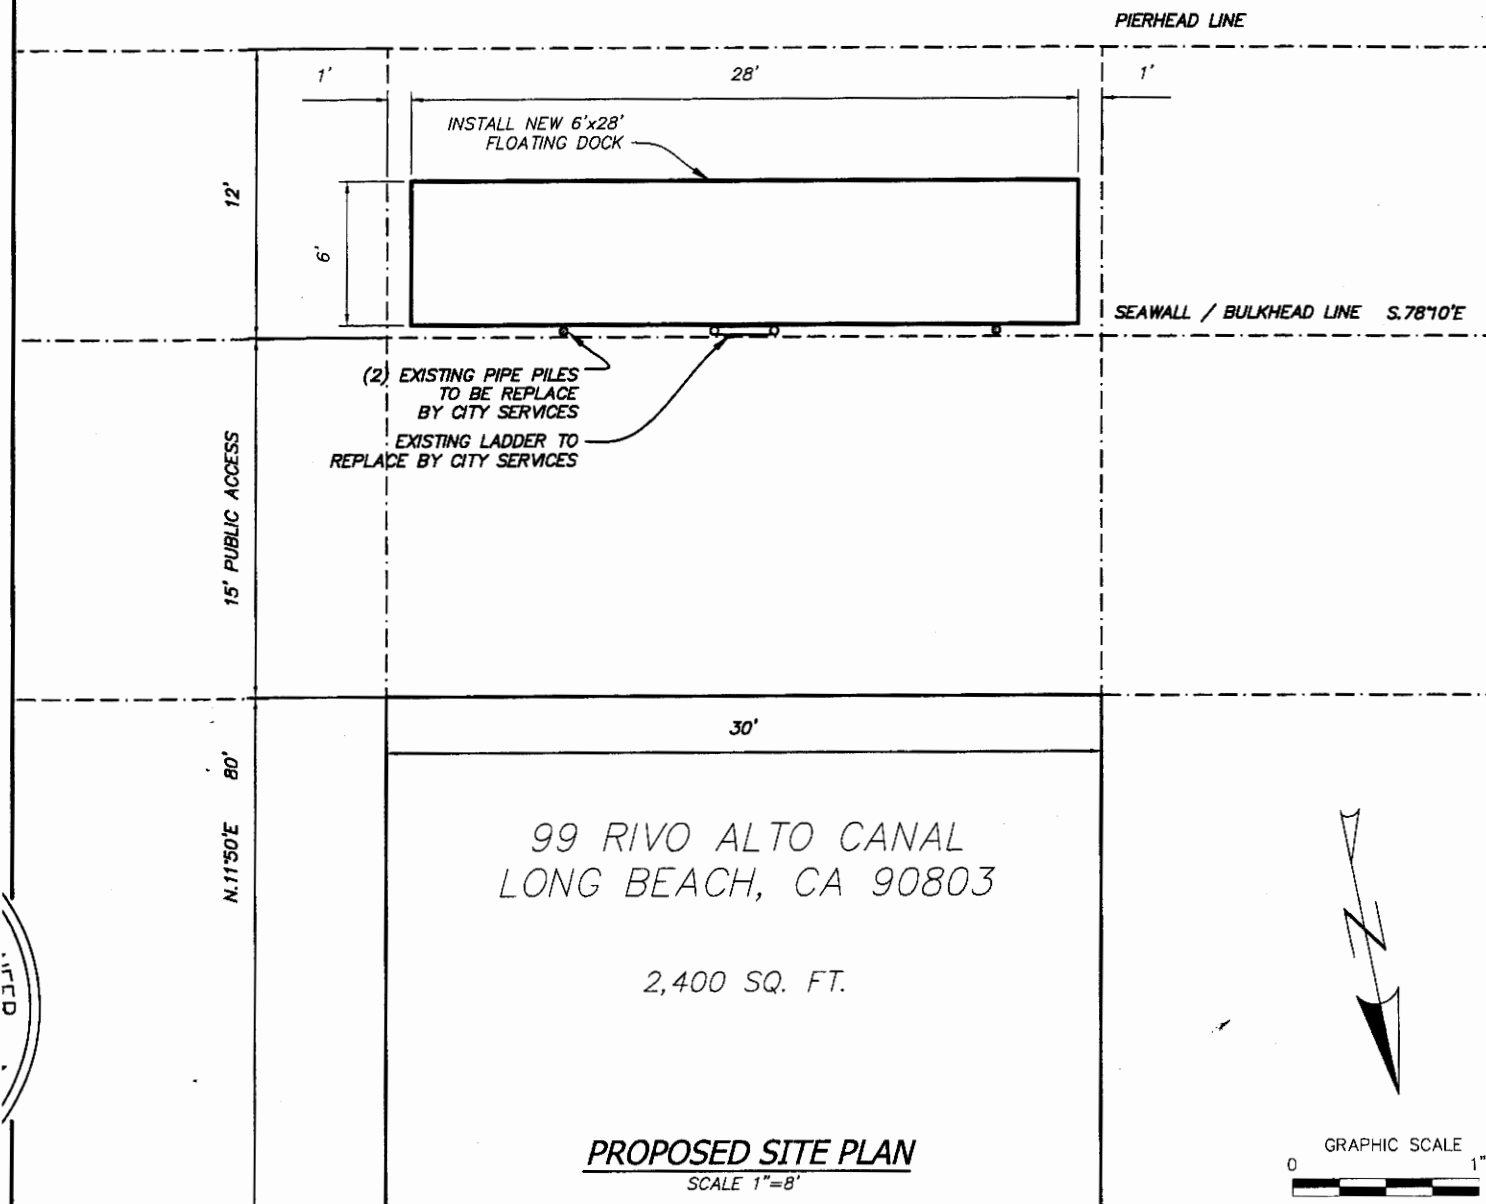 PIERHEAD LINE
1'
28'
1'
INSTALL NEW 6'x28'
FLOATING DOCK
12'
6'
SEAWALL / BULKHEAD LINE S.78°10'E
(2) EXISTING PIPE PILES
TO BE REPLACE
BY CITY SERVICES
EXISTING LADDER TO
REPLACE BY CITY SERVICES
15' PUBLIC ACCESS
30'
N.11°50'E 80'
99 RIVO ALTO CANAL
LONG BEACH, CA 90803
2,400 SQ. FT.
PROPOSED SITE PLAN
SCALE 1"=8'
GRAPHIC SCALE
0 1"